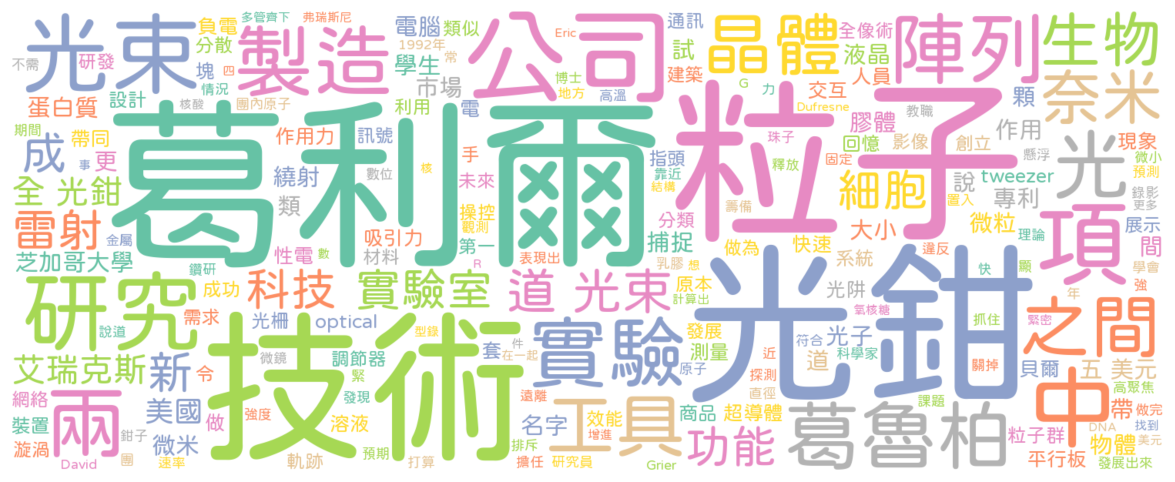 光束 製造 公司 晶體 陣列 生物
不需 研發 負電 分散 塊 情況 多管齊下 弗瑞斯尼 電腦 類似 1992年 常 學生 市場 Eric 博士 地方 高溫 通訊 試 建築 全像術 液晶 人員 交互 G 力 奈米
蛋白質 設計 核酸 四 團內原子 利用 電 Dufresne 教職 顆 膠體
葛利爾 粒子
期間 帶同 成 事 更 作用力 訊號 手 指頭 珠子 回憶 影像 創立 作用 現象 固定 懸浮 光 微小 預測
全 光鉗 繞射 數位 核 未來 靠近 結構 釋放 細胞 說 tweezer 置入 專利 錄影 更多
雷射 金屬 類 操控 觀測 籌備 分類 大小 微粒 理論 項 展示 間
芝加哥大學 鑽研 性電 數 吸引力 材料 第一 R 表現出 捕捉 乳膠 想 做為 快速 系統 違反 快 顯 學會 強
研究 成功 科技 實驗室 道 光束 原本 計算出 光阱 氧核糖 年
說道 需求 光柵 optical 型錄 套 件 在一起 實驗 發展 測量 符合 光子 科學家 抓住 緊密 之間
技術 光鉗
艾瑞克斯 新 令 微鏡 調節器 緊 發現 原子 近 探測 直徑 道 關掉 貝爾 五 美元 高聚焦
網絡 裝置 兩 美國 做 強度 溶液 遠離 名字 工具 效能 增進 商品 超導體 課題 中 帶 做完 找到
漩渦 鉗子 微米 團 速率 軌跡 預期 打算 排斥 擔任 研究員 功能 葛魯柏 粒子群 物體 DNA 美元
David Grier 平行板 發展出來